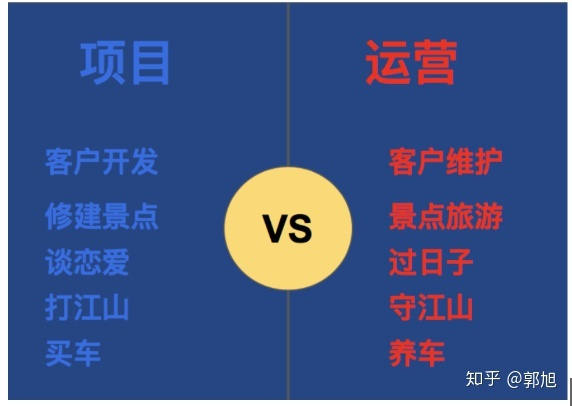 项目
客户开发
修建景点
谈恋爱
打江山
买车
VS
运营
客户维护
景点旅游
过日子
守江山
养车
知乎 @郭旭